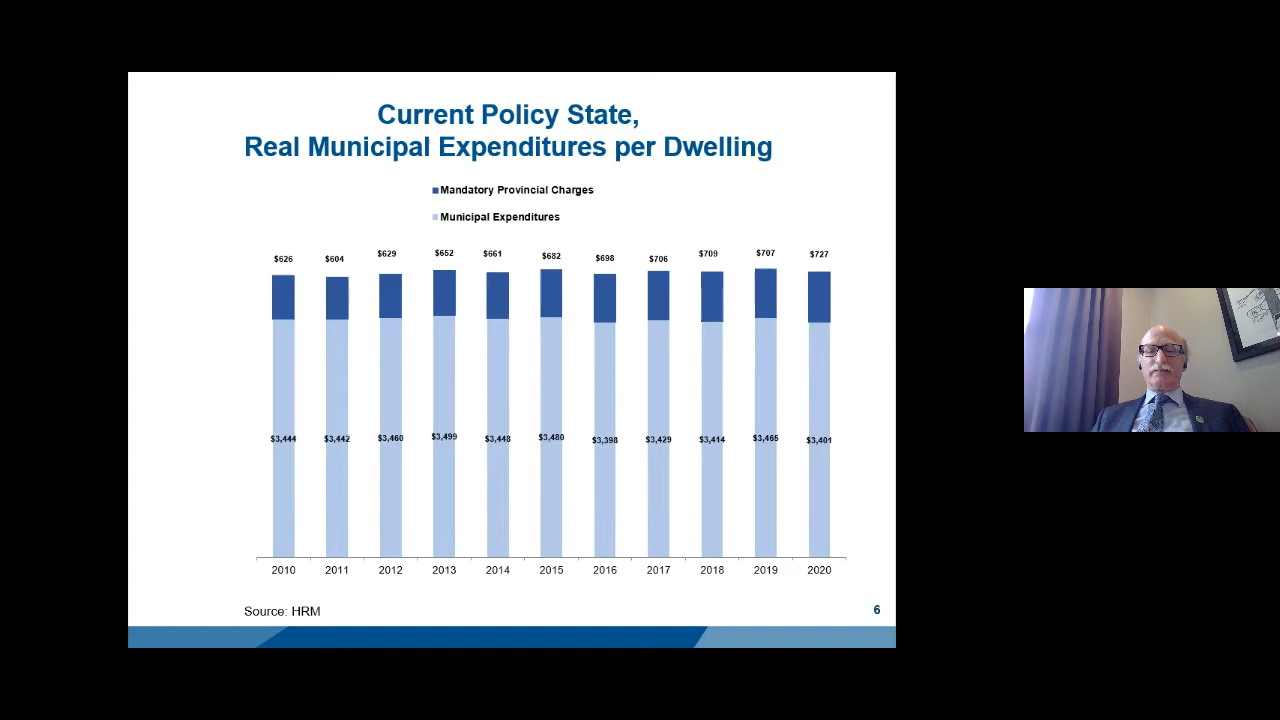 Current Policy State,
Real Municipal Expenditures per Dwelling
Mandatory Provincial Charges
Municipal Expenditures
$626 $604 $629 $652 $661 $682 $698 $706 $709 $707 $727
$3,444 $3,442 $3,460 $3,499 $3,448 $3,480 $3,398 $3,429 $3,414 $3,465 $3,401
2010 2011 2012 2013 2014 2015 2016 2017 2018 2019 2020
Source: HRM
6